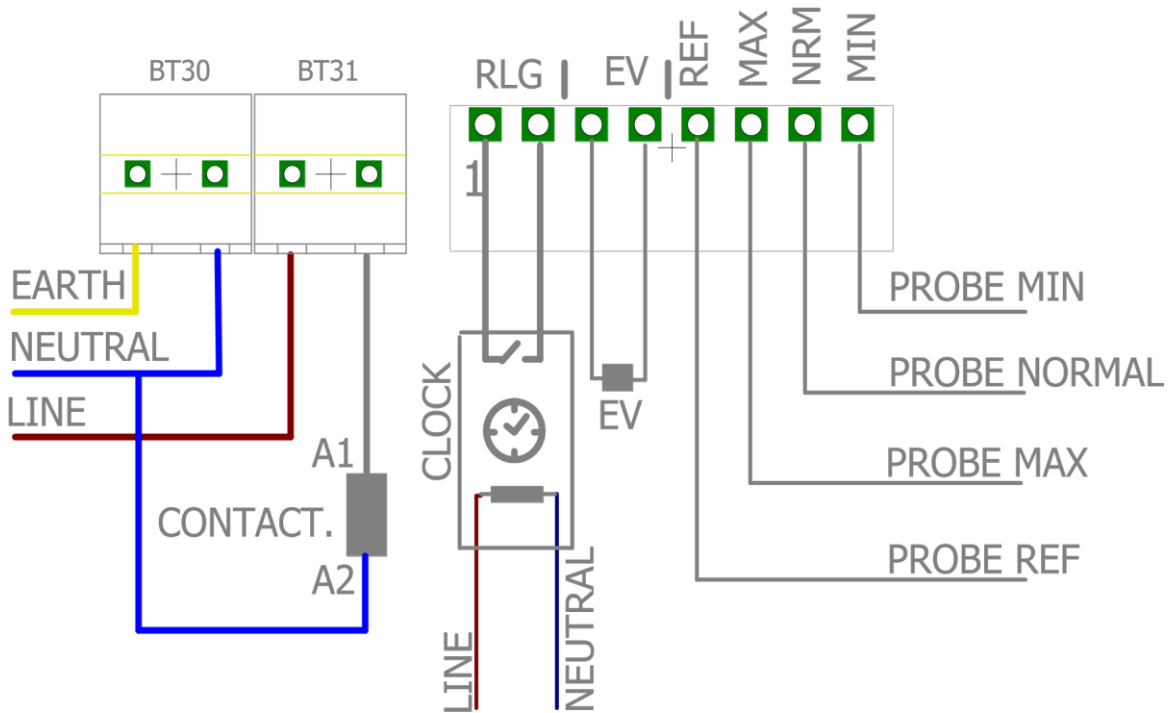 BT30
BT31
RLG
EV
REF
MAX
NRM
MIN
1
EARTH
NEUTRAL
LINE
A1
CONTACT.
A2
CLOCK
EV
LINE
NEUTRAL
PROBE MIN
PROBE NORMAL
PROBE MAX
PROBE REF